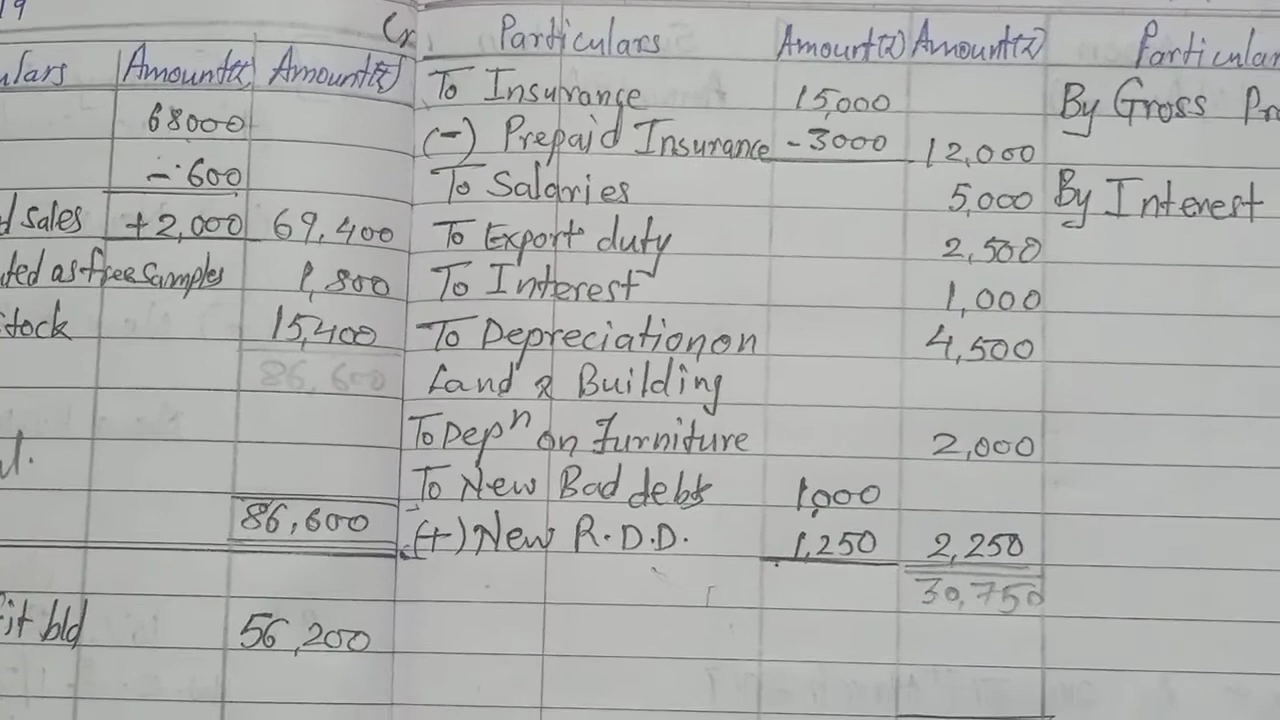 19
Cr
ulars Amount(₹) Amount(₹)
68000
- 600
d sales +2,000 69,400
ted as free samples 1,800
tock 15,400
86,600
d.
86,600
it bld 56,200
Particulars Amount(₹) Amount(₹) Particular
To Insurance 15,000 By Gross Pr
(-) Prepaid Insurance - 3000 12,000
To Salaries 5,000 By Interest
To Export duty 2,500
To Interest 1,000
To Depreciation on 4,500
Land & Building
To Depⁿ on Furniture 2,000
To New Bad debts 1,000
(+) New R.D.D. 1,250 2,250
30,750